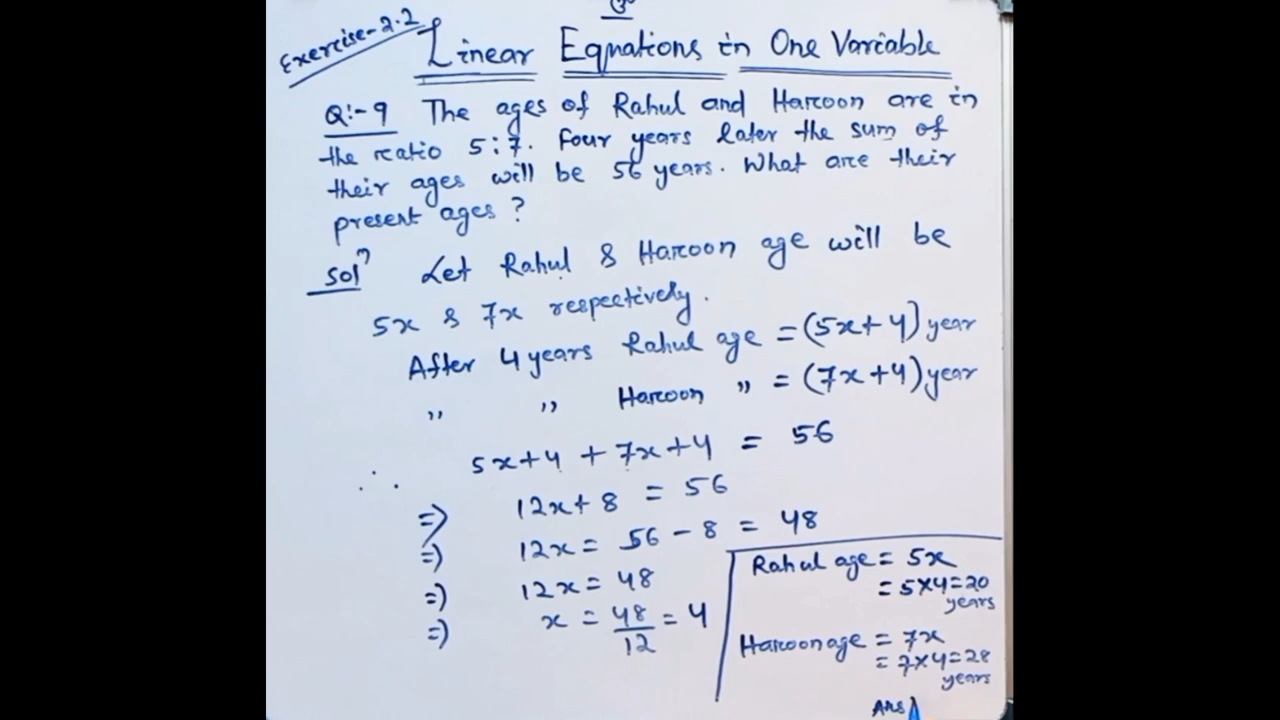 Exercise-2.2
Linear Equations in One Variable
Q:-9 The ages of Rahul and Haroon are in
the ratio 5:7. Four years later the sum of
their ages will be 56 years. What are their
present ages?
Solⁿ Let Rahul & Haroon age will be
5x & 7x respectively.
After 4 years Rahul age = (5x+4) year
" " Haroon " = (7x+4) year
∴ 5x+4 + 7x+4 = 56
=) 12x+8 = 56
=) 12x = 56 - 8 = 48
=) 12x = 48
=) x = 48/12 = 4
Rahul age = 5x
= 5×4=20
years
Haroon age = 7x
= 7×4=28
years
Ans